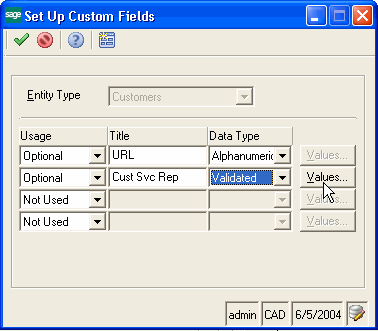 sage Set Up Custom Fields
Entity Type Customers
Usage Title Data Type
Optional URL Alphanumeric Values...
Optional Cust Svc Rep Validated Values...
Not Used Values...
Not Used Values...
admin CAD 6/5/2004